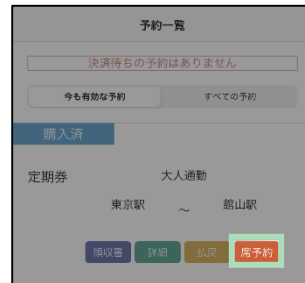 予約一覧
決済待ちの予約はありません
今も有効な予約 すべての予約
購入済
定期券 大人通勤
東京駅 ～ 館山駅
領収書 詳細 払戻 席予約